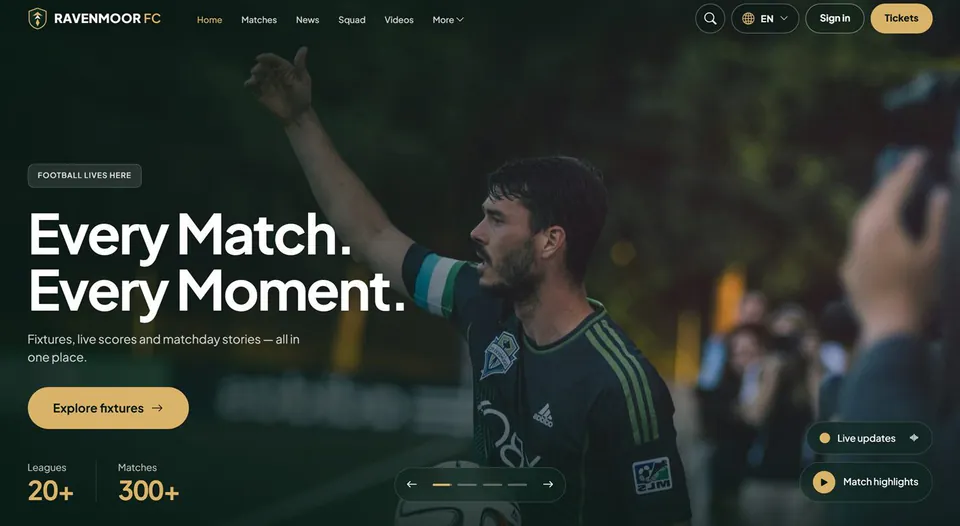 RAVENMOOR FC
Home
Matches
News
Squad
Videos
More
EN
Sign in
Tickets
FOOTBALL LIVES HERE
Every Match.
Every Moment.
Fixtures, live scores and matchday stories — all in
one place.
Explore fixtures
Leagues
20+
Matches
300+
adidas
MLS
Live updates
Match highlights